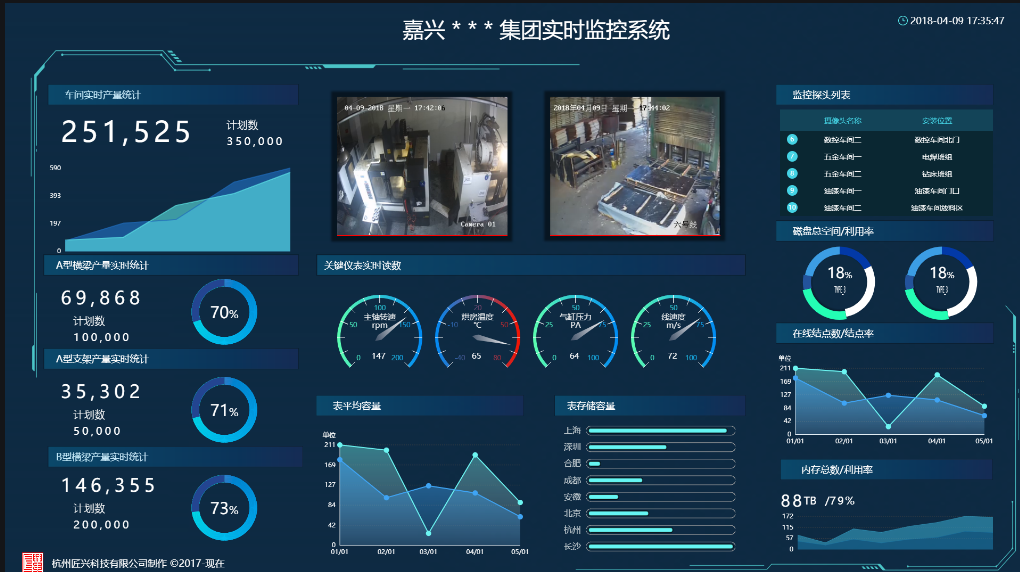 嘉兴 * * * 集团实时监控系统
2018-04-09 17:35:47
车间实时产量统计
251,525
计划数
350,000
590
393
197
0
A型横梁产量实时统计
69,868
计划数
100,000
70%
A型支架产量实时统计
35,302
计划数
50,000
71%
B型横梁产量实时统计
146,355
计划数
200,000
73%
杭州匠兴科技有限公司制作 ©2017-现在
04-09-2018 星期一 17:42:0
Camera 01
2018年04月09日 星期一 17:44:02
关键仪表实时读数
主轴转速
rpm
0
50
100
150
200
147
烘房温度
℃
-40
-10
20
50
80
65
气缸压力
PA
0
25
50
75
100
64
线速度
m/s
0
25
50
75
100
72
表平均容量
单位
211
169
127
84
42
0
01/01 02/01 03/01 04/01 05/01
表存储容量
上海
深圳
合肥
成都
安徽
北京
杭州
长沙
监控探头列表
摄像头名称 安装位置
6 数控车间二 数控车间北门
7 五金车间一 电焊班组
8 五金车间二 钻床班组
9 油漆车间一 油漆车间门口
10 油漆车间二 油漆车间放料区
磁盘总空间/利用率
18%
18%
在线结点数/结点率
单位
211
169
127
84
42
0
01/01 02/01 03/01 04/01 05/01
内存总数/利用率
88TB /79%
172
115
57
0